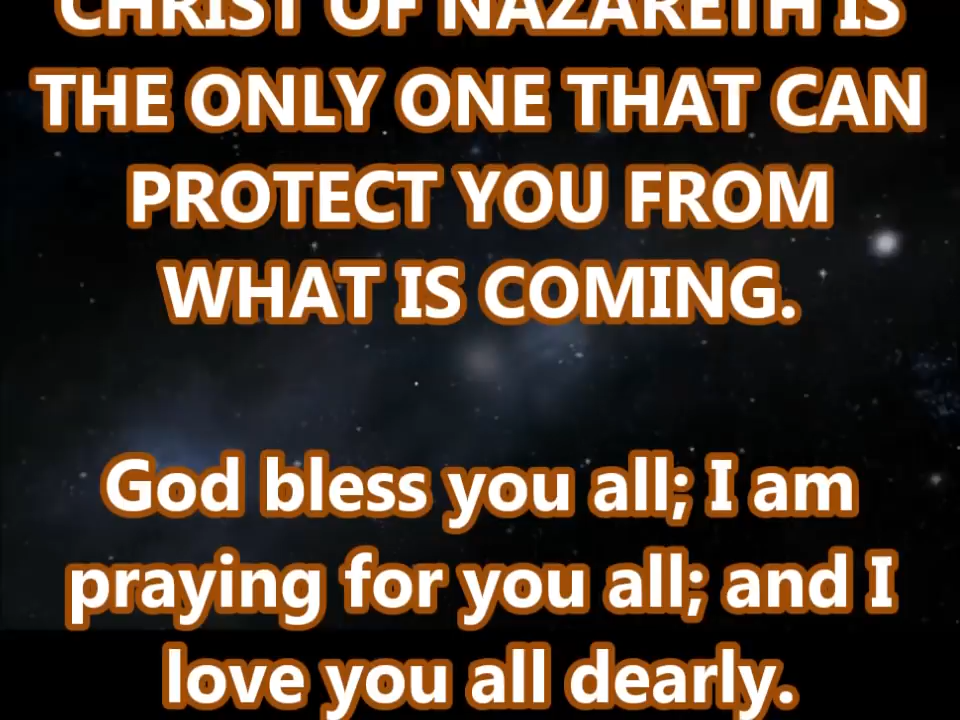 CHRIST OF NAZARETH IS
THE ONLY ONE THAT CAN
PROTECT YOU FROM
WHAT IS COMING.
God bless you all; I am
praying for you all; and I
love you all dearly.